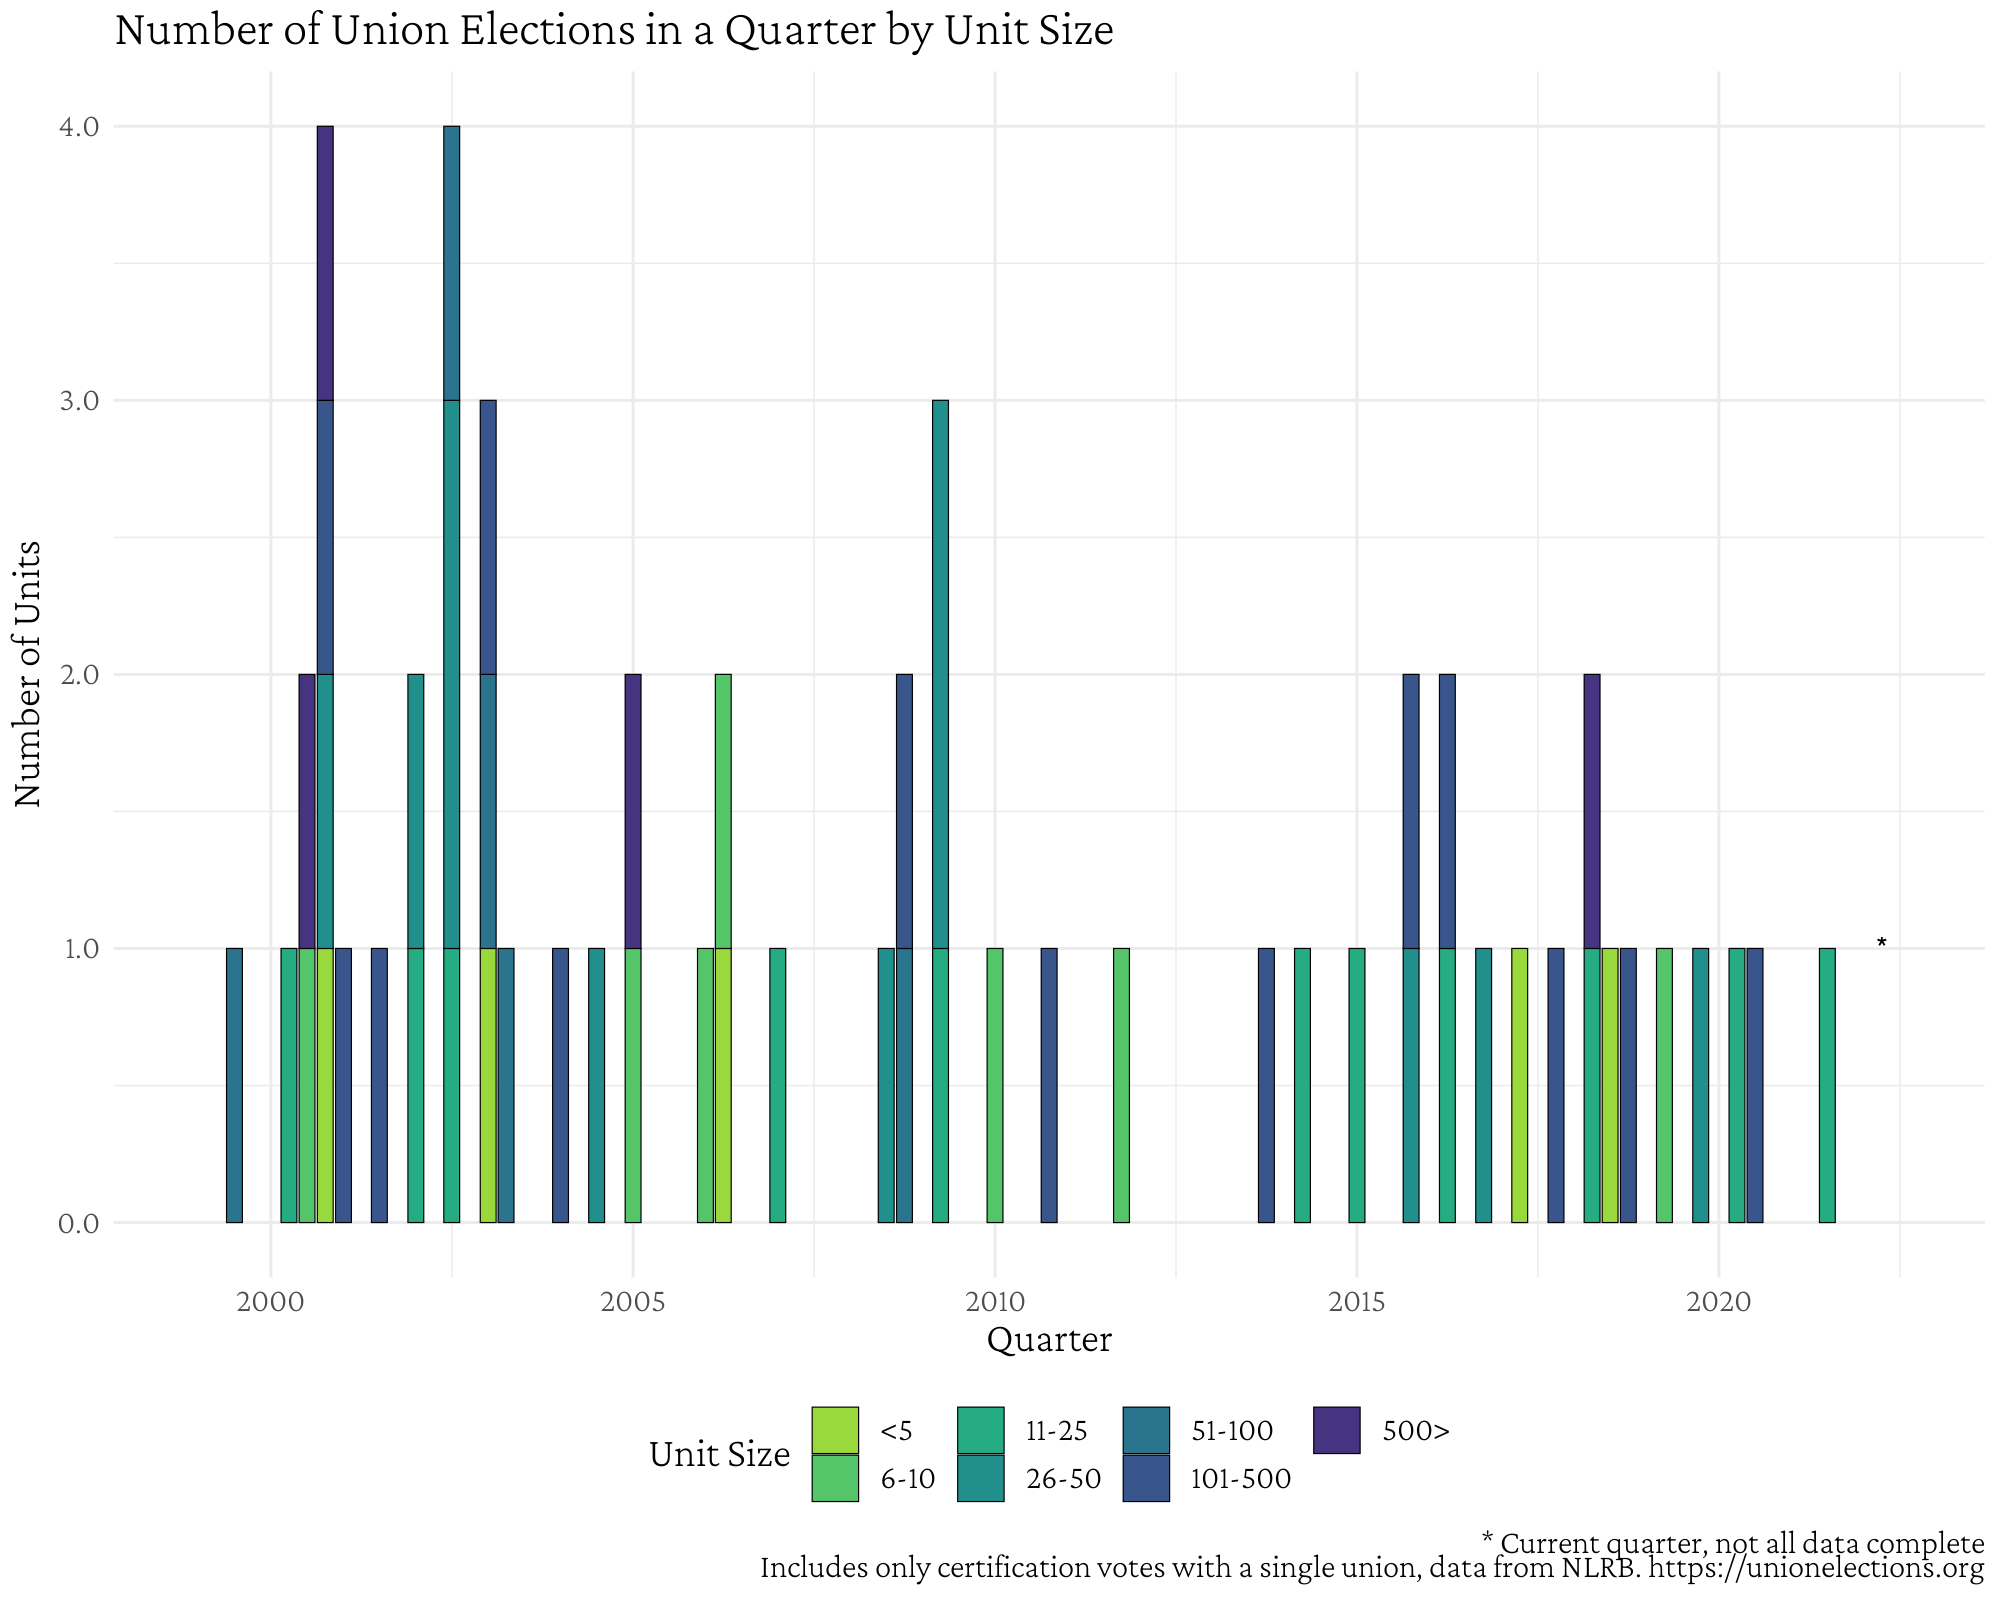 Number of Union Elections in a Quarter by Unit Size
Number of Units
4.0
3.0
2.0
1.0
0.0
*
2000 2005 2010 2015 2020
Quarter
Unit Size
<5 11-25 51-100 500>
6-10 26-50 101-500
* Current quarter, not all data complete
Includes only certification votes with a single union, data from NLRB. https://unionelections.org